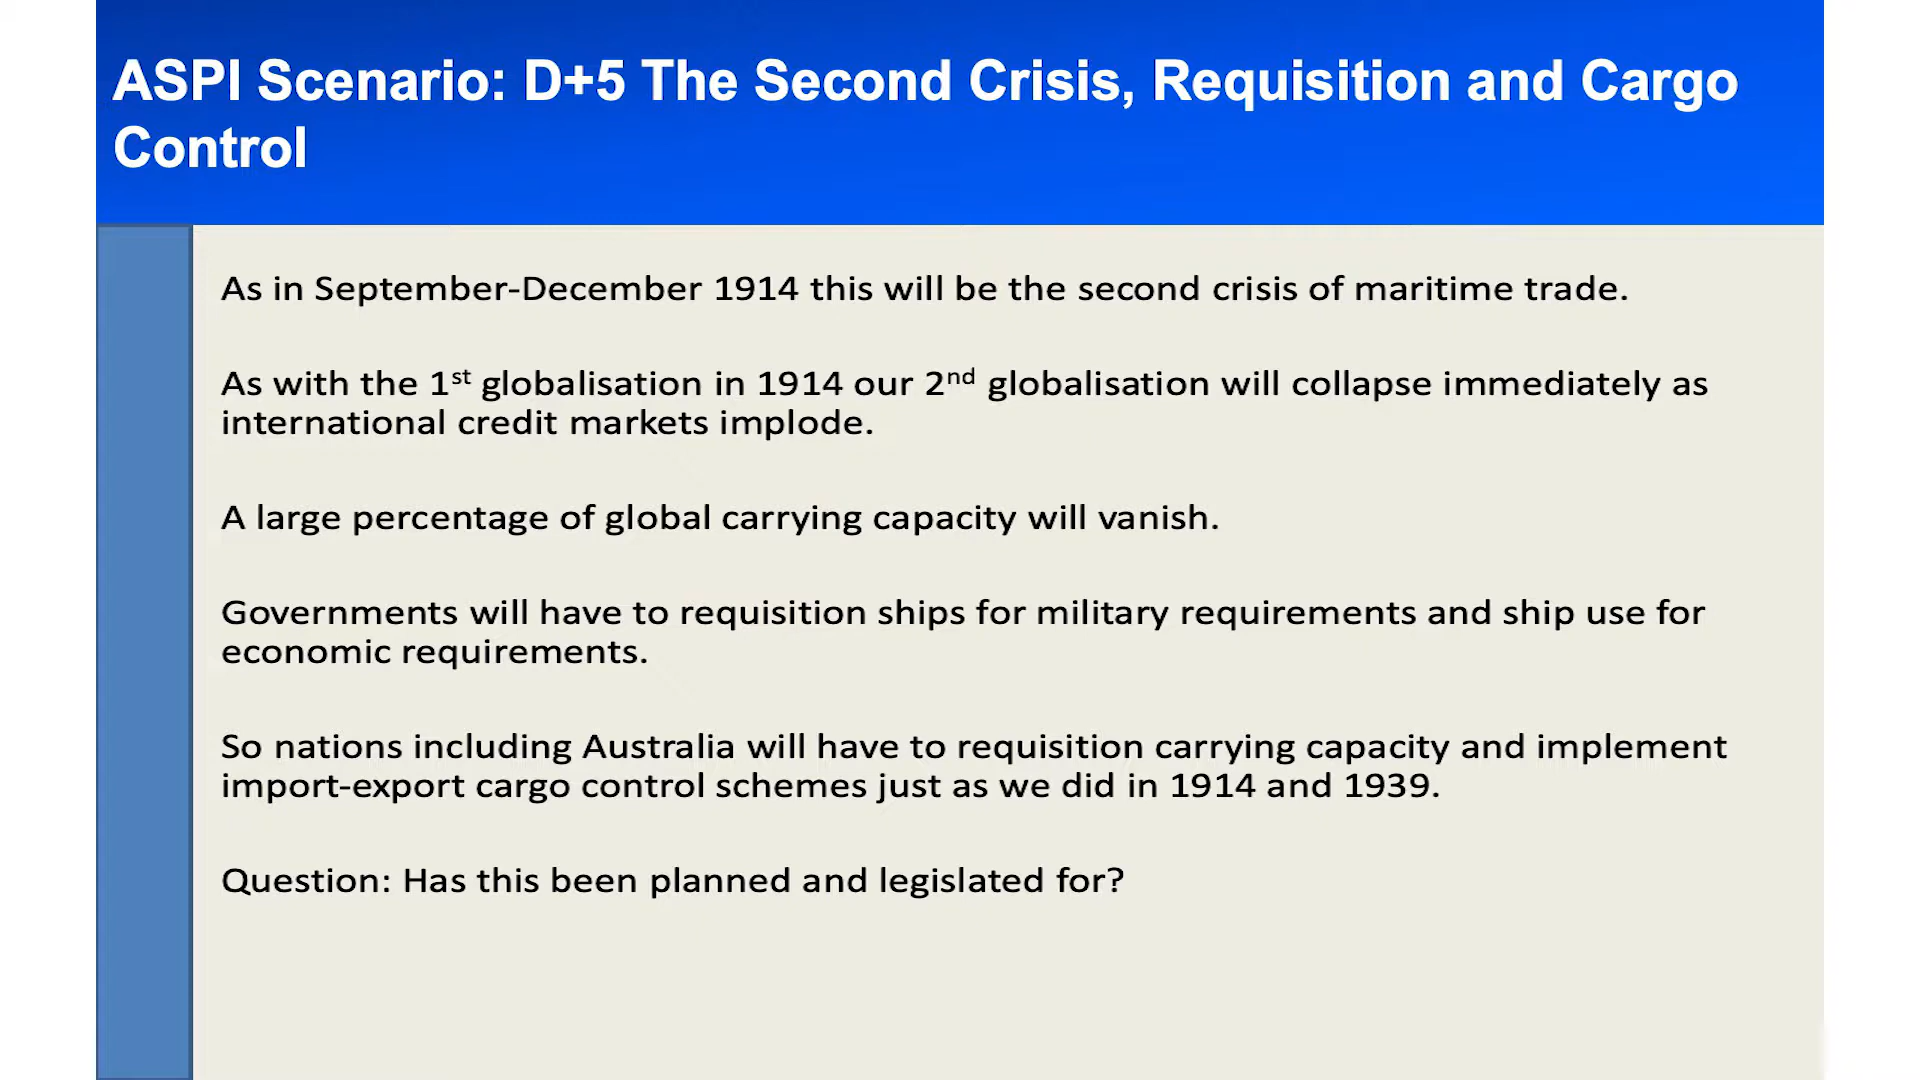 ASPI Scenario: D+5 The Second Crisis, Requisition and Cargo
Control
As in September-December 1914 this will be the second crisis of maritime trade.
As with the 1st globalisation in 1914 our 2nd globalisation will collapse immediately as
international credit markets implode.
A large percentage of global carrying capacity will vanish.
Governments will have to requisition ships for military requirements and ship use for
economic requirements.
So nations including Australia will have to requisition carrying capacity and implement
import-export cargo control schemes just as we did in 1914 and 1939.
Question: Has this been planned and legislated for?